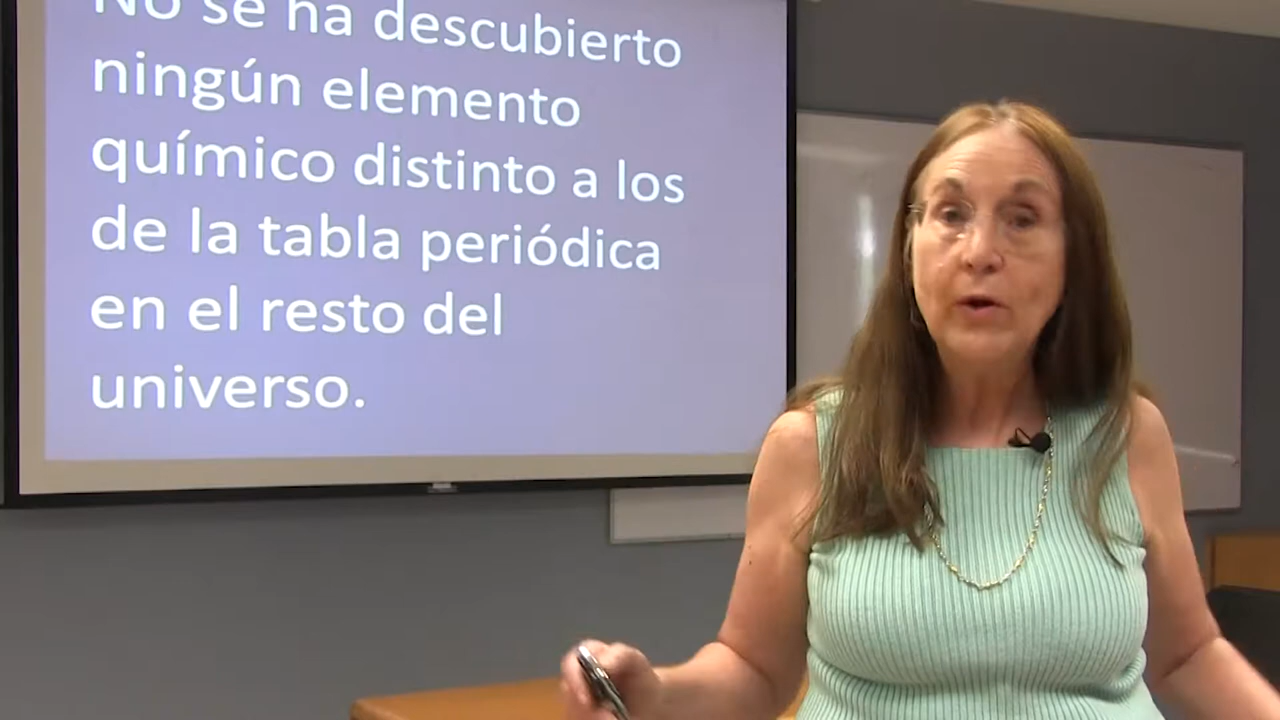 No se ha descubierto
ningún elemento
químico distinto a los
de la tabla periódica
en el resto del
universo.